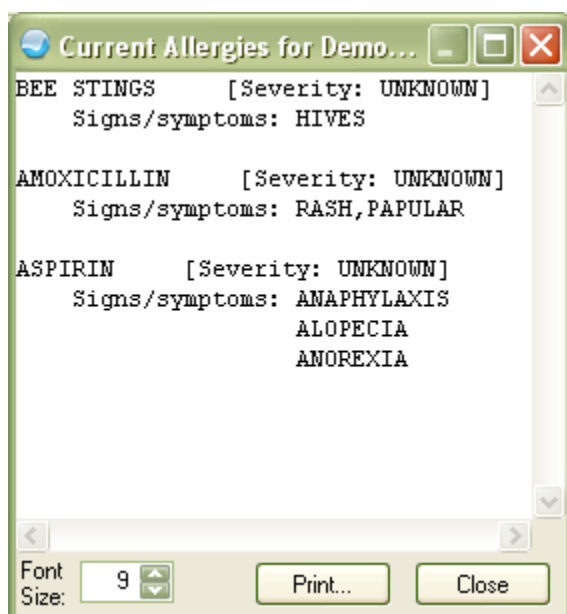 Current Allergies for Demo...
BEE STINGS [Severity: UNKNOWN]
Signs/symptoms: HIVES
AMOXICILLIN [Severity: UNKNOWN]
Signs/symptoms: RASH,PAPULAR
ASPIRIN [Severity: UNKNOWN]
Signs/symptoms: ANAPHYLAXIS
ALOPECIA
ANOREXIA
Font
Size:
9
Print...
Close